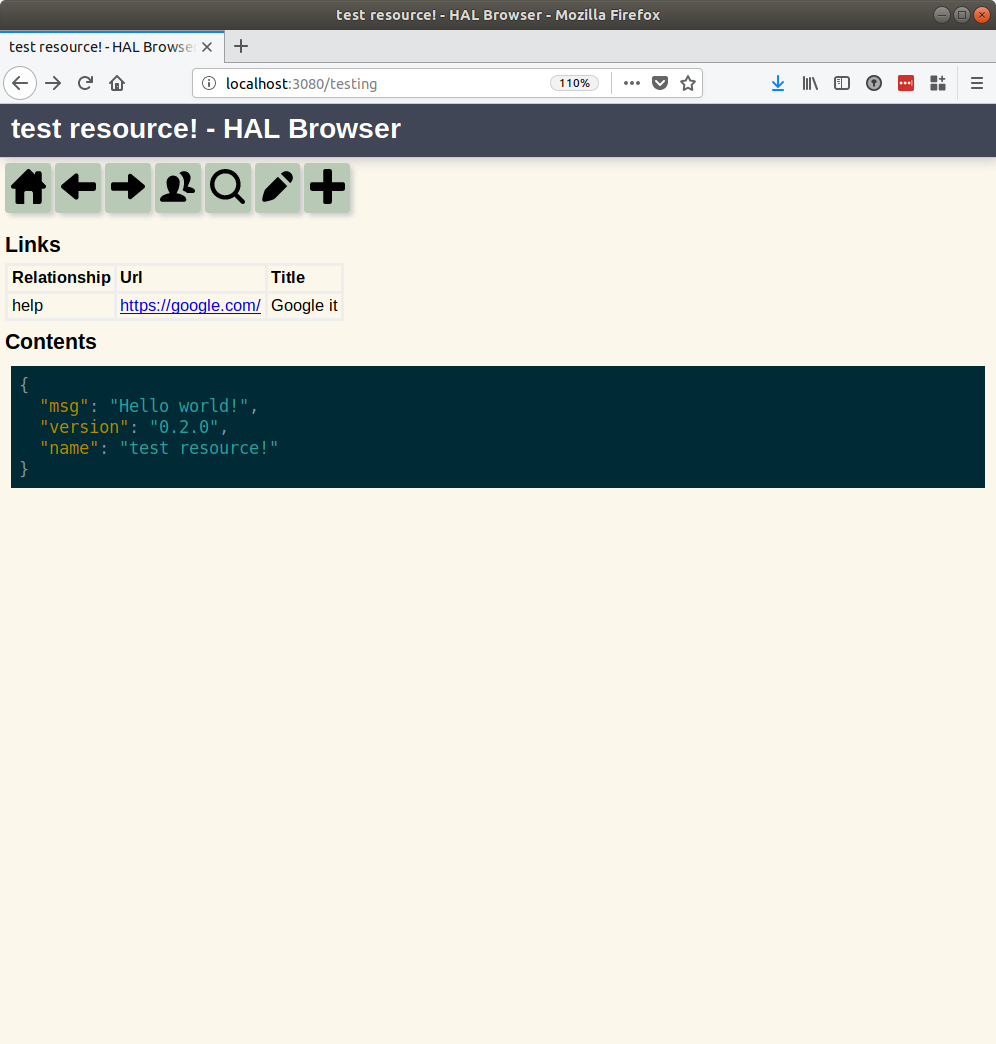 test resource! - HAL Browser - Mozilla Firefox
test resource! - HAL Browse
localhost:3080/testing
110%
test resource! - HAL Browser
Links
Relationship Url Title
help https://google.com/ Google it
Contents
{
"msg": "Hello world!",
"version": "0.2.0",
"name": "test resource!"
}